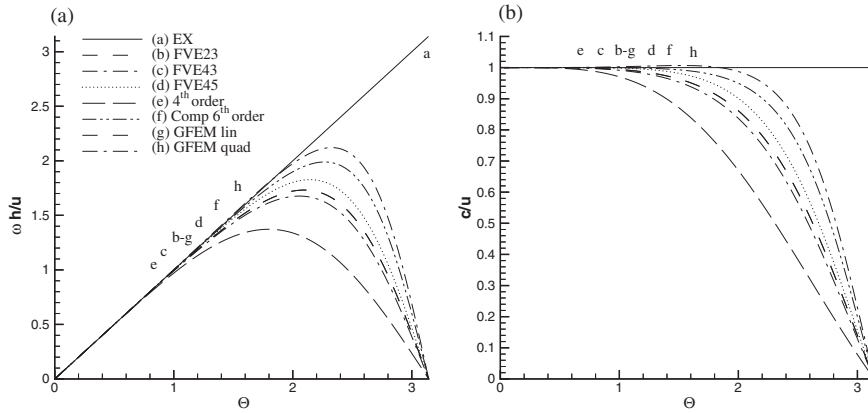 (a)
(a) EX
(b) FVE23
(c) FVE43
(d) FVE45
(e) 4th order
(f) Comp 6th order
(g) GFEM lin
(h) GFEM quad
a
h
f
d
b-g
c
e
3
2.5
2
1.5
1
0.5
0
ω h/u
0 1 2 3
Θ
(b)
e c b-g d f h
1.1
1
0.9
0.8
0.7
0.6
0.5
0.4
0.3
0.2
0.1
0
c/u
0 1 2 3
Θ